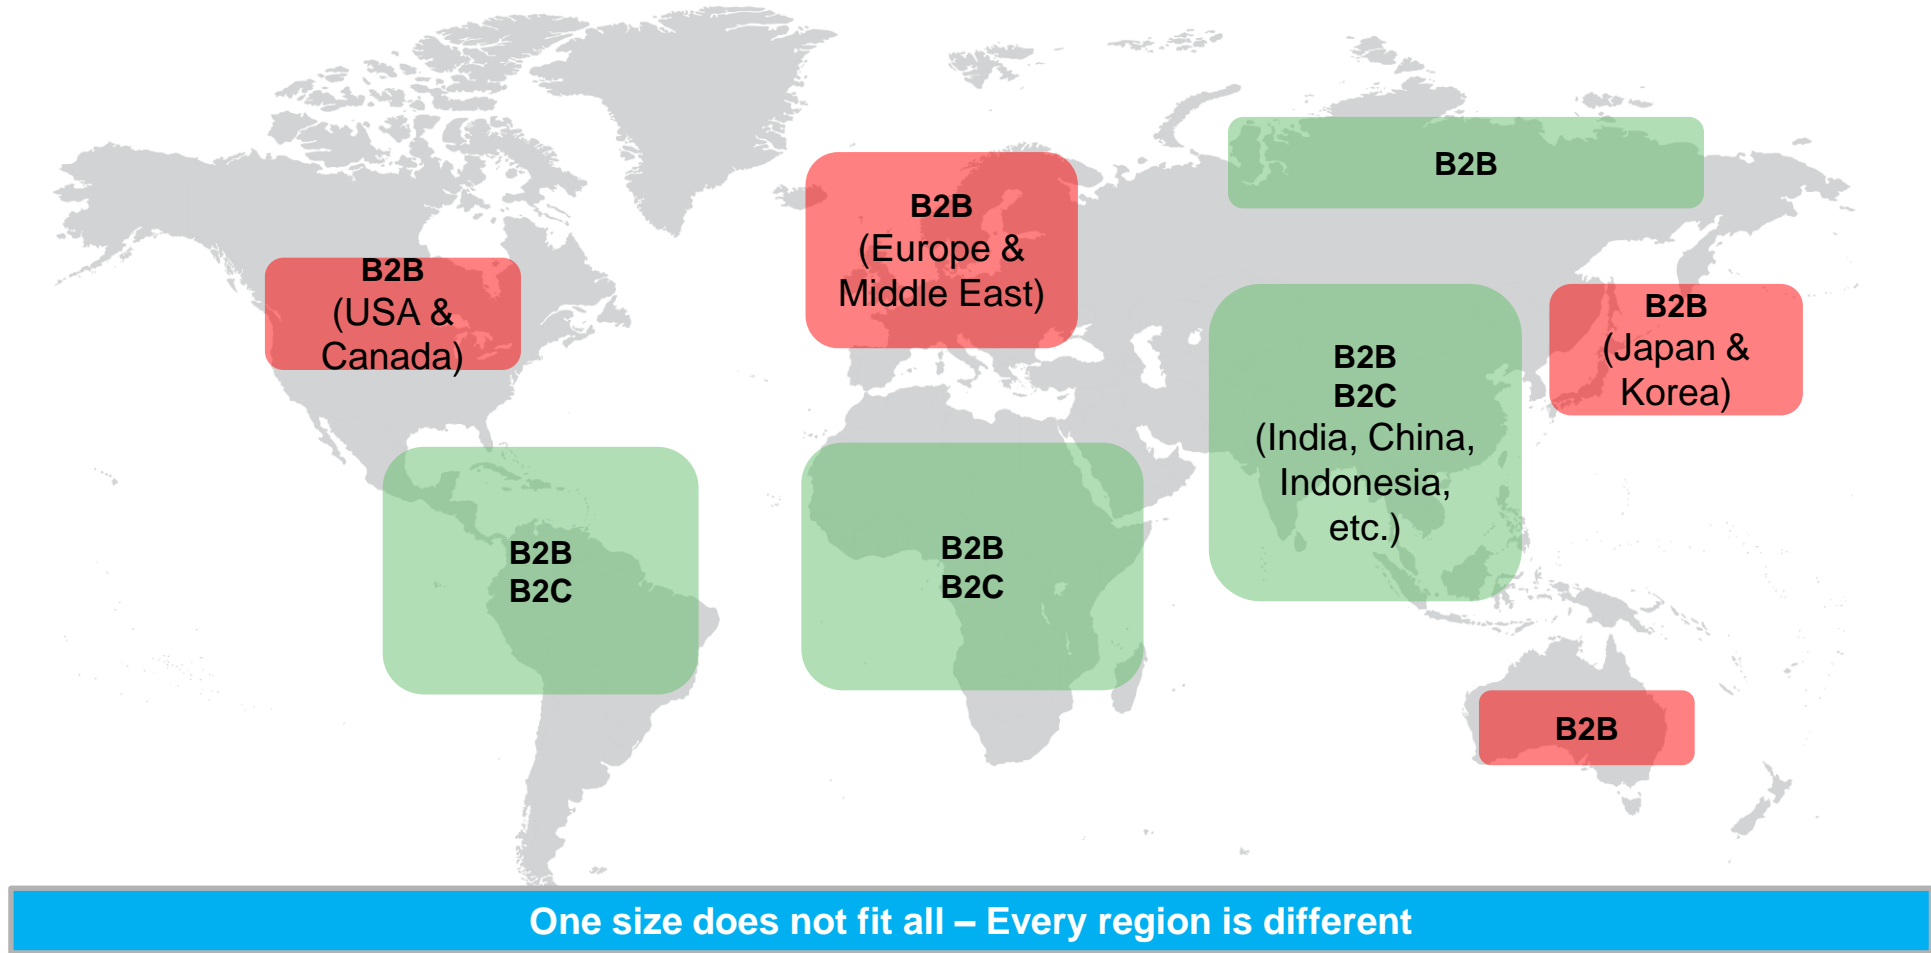 B2B
B2B
(Europe &
Middle East)
B2B
(USA &
Canada)
B2B
(Japan &
Korea)
B2B
B2C
(India, China,
Indonesia,
etc.)
B2B
B2C
B2B
B2C
B2B
One size does not fit all – Every region is different